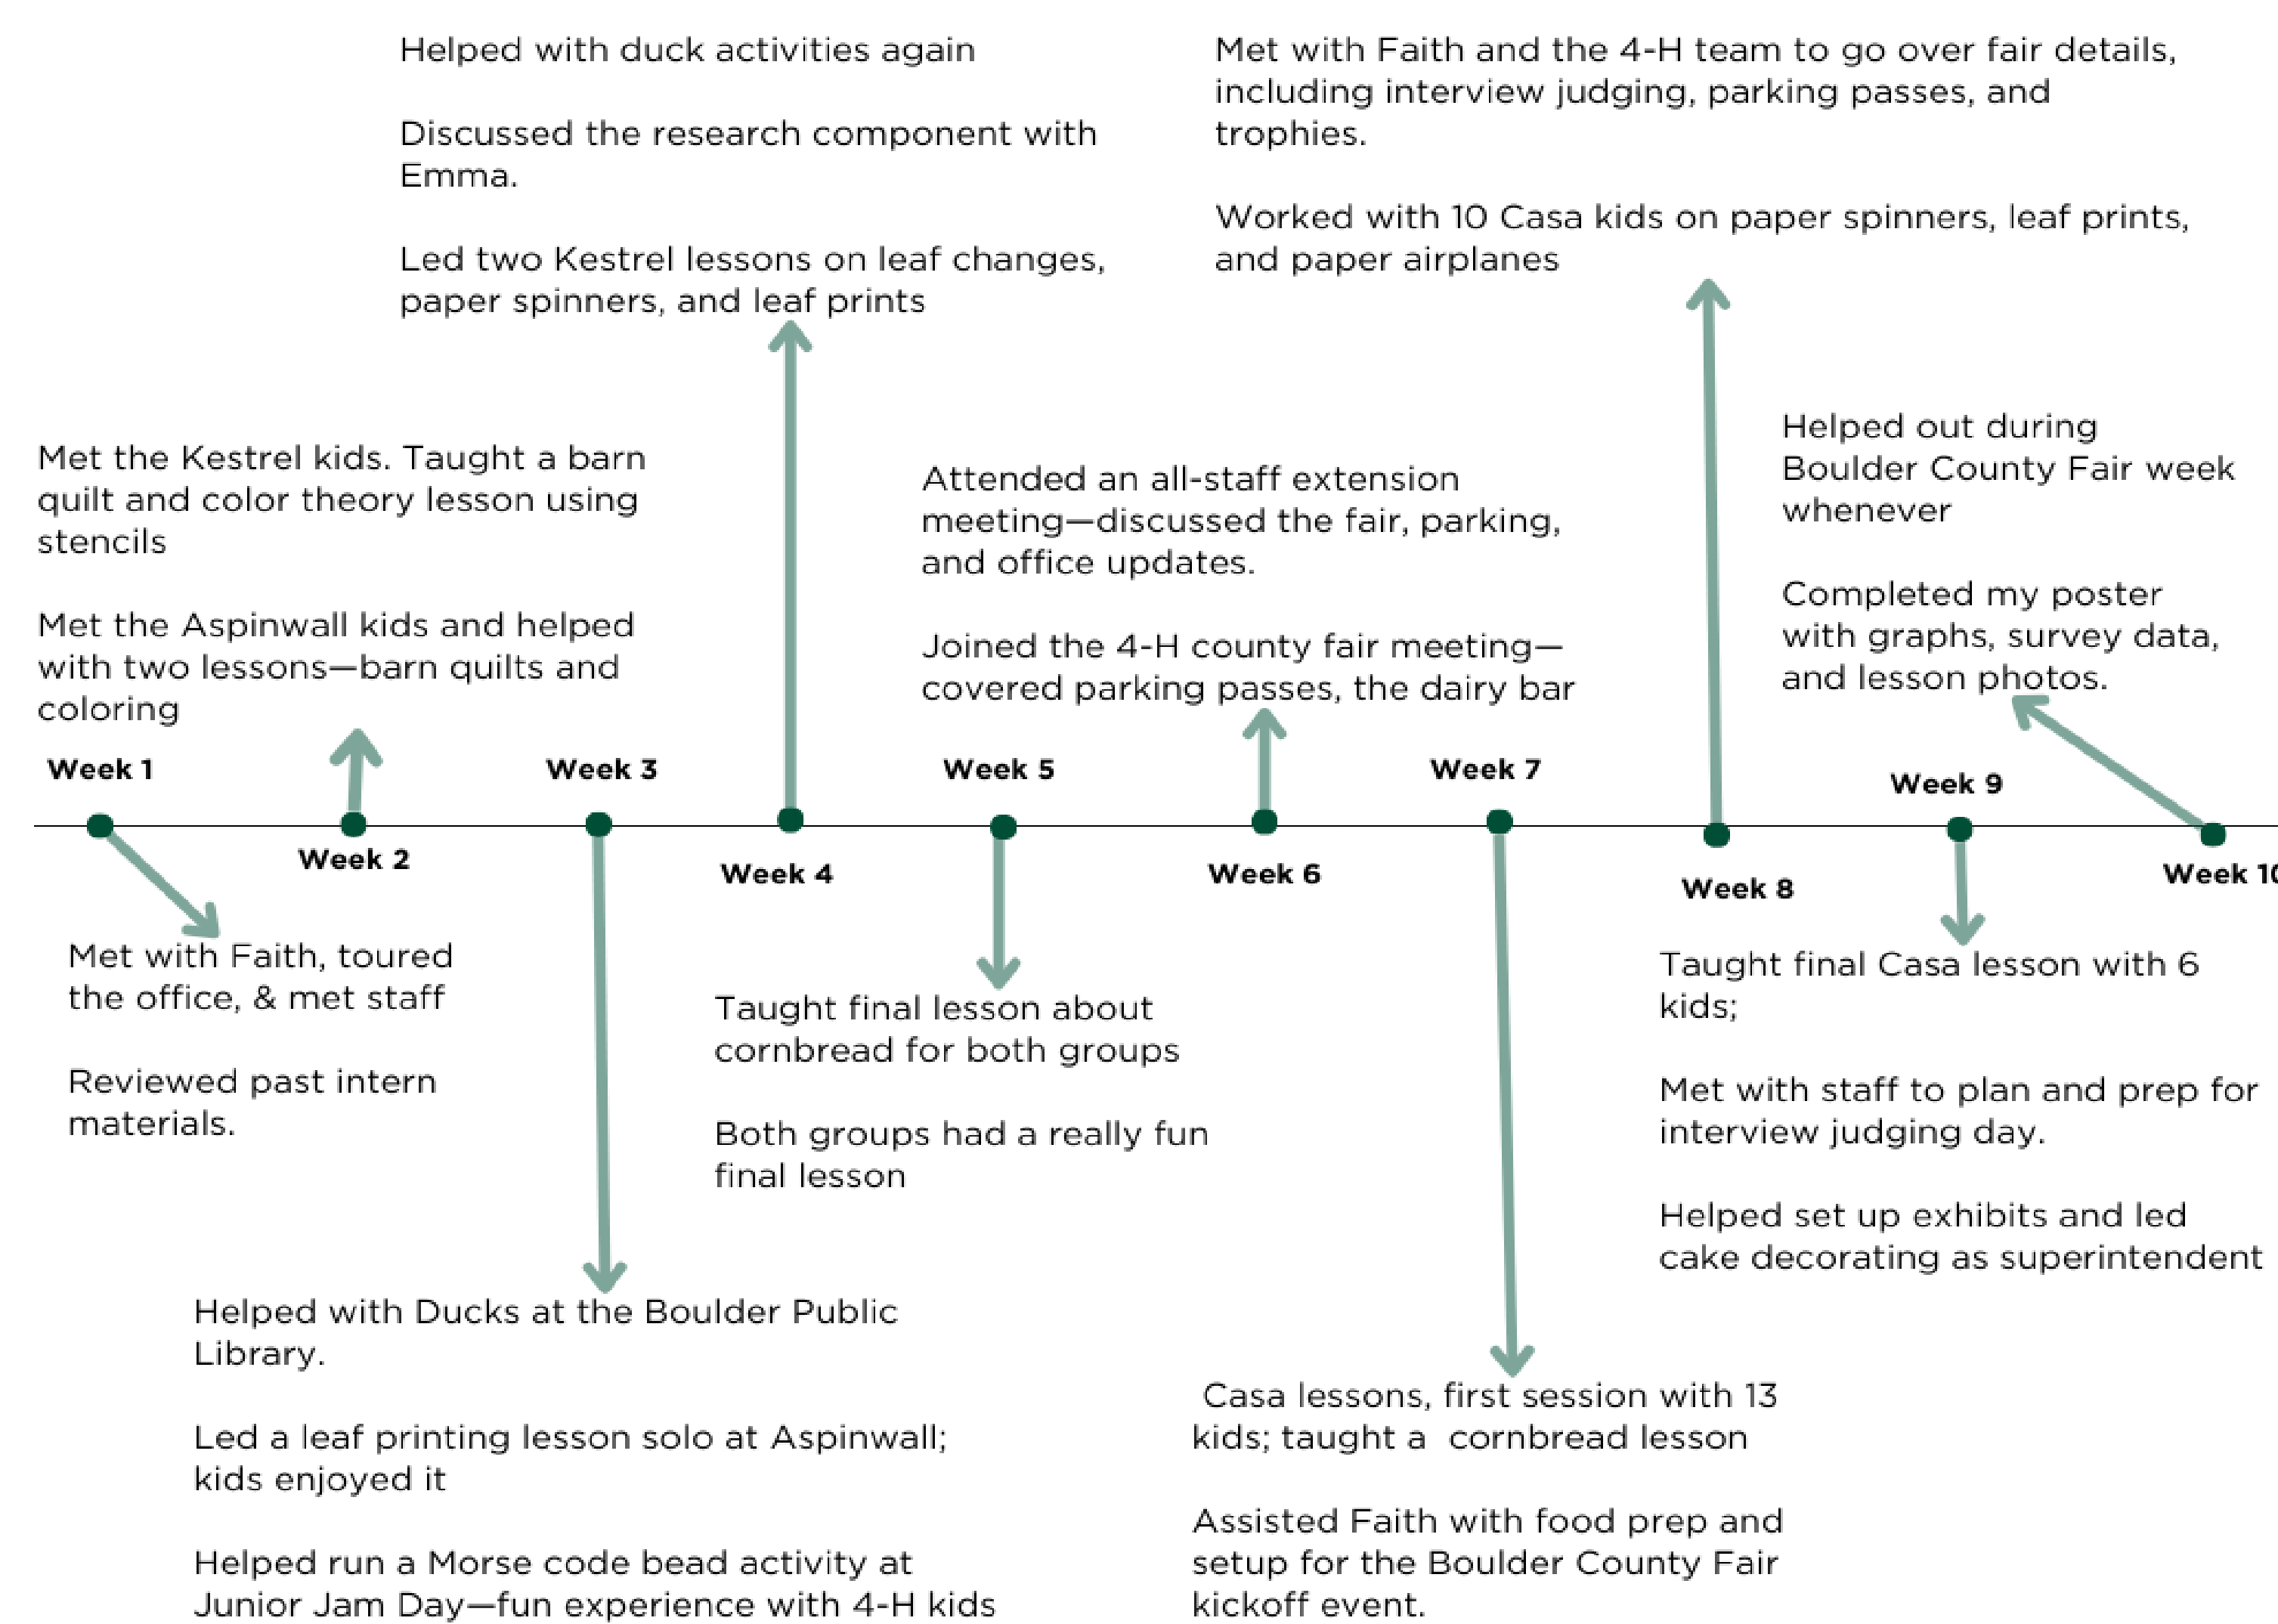 Helped with duck activities again
Discussed the research component with
Emma.
Led two Kestrel lessons on leaf changes,
paper spinners, and leaf prints
Met with Faith and the 4-H team to go over fair details,
including interview judging, parking passes, and
trophies.
Worked with 10 Casa kids on paper spinners, leaf prints,
and paper airplanes
Met the Kestrel kids. Taught a barn
quilt and color theory lesson using
stencils
Met the Aspinwall kids and helped
with two lessons—barn quilts and
coloring
Attended an all-staff extension
meeting—discussed the fair, parking,
and office updates.
Joined the 4-H county fair meeting—
covered parking passes, the dairy bar
Helped out during
Boulder County Fair week
whenever
Completed my poster
with graphs, survey data,
and lesson photos.
Week 1
Week 2
Week 3
Week 4
Week 5
Week 6
Week 7
Week 8
Week 9
Week 10
Met with Faith, toured
the office, & met staff
Reviewed past intern
materials.
Helped with Ducks at the Boulder Public
Library.
Led a leaf printing lesson solo at Aspinwall;
kids enjoyed it
Helped run a Morse code bead activity at
Junior Jam Day—fun experience with 4-H kids
Taught final lesson about
cornbread for both groups
Both groups had a really fun
final lesson
Casa lessons, first session with 13
kids; taught a cornbread lesson
Assisted Faith with food prep and
setup for the Boulder County Fair
kickoff event.
Taught final Casa lesson with 6
kids;
Met with staff to plan and prep for
interview judging day.
Helped set up exhibits and led
cake decorating as superintendent